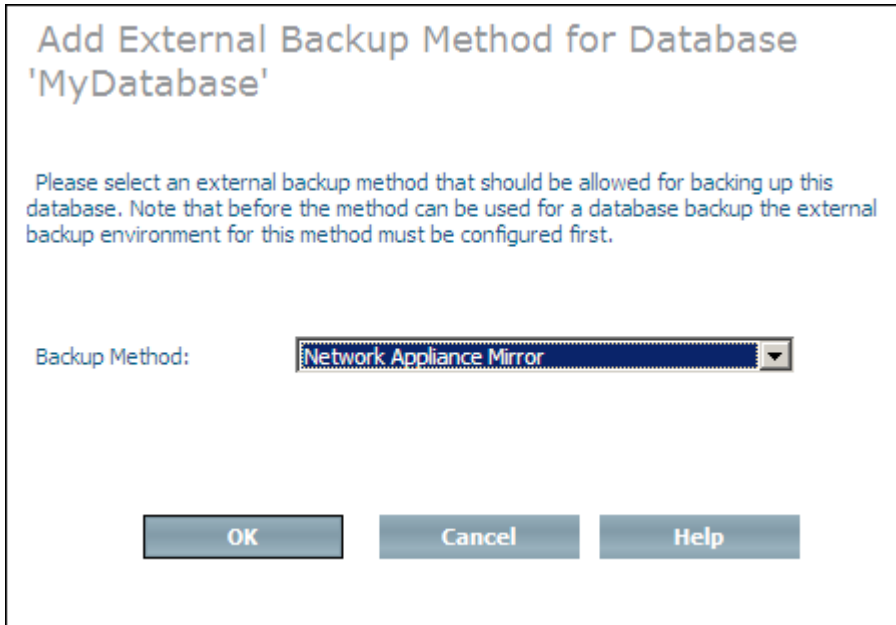 Add External Backup Method for Database
'MyDatabase'
Please select an external backup method that should be allowed for backing up this
database. Note that before the method can be used for a database backup the external
backup environment for this method must be configured first.
Backup Method:
Network Appliance Mirror
OK
Cancel
Help